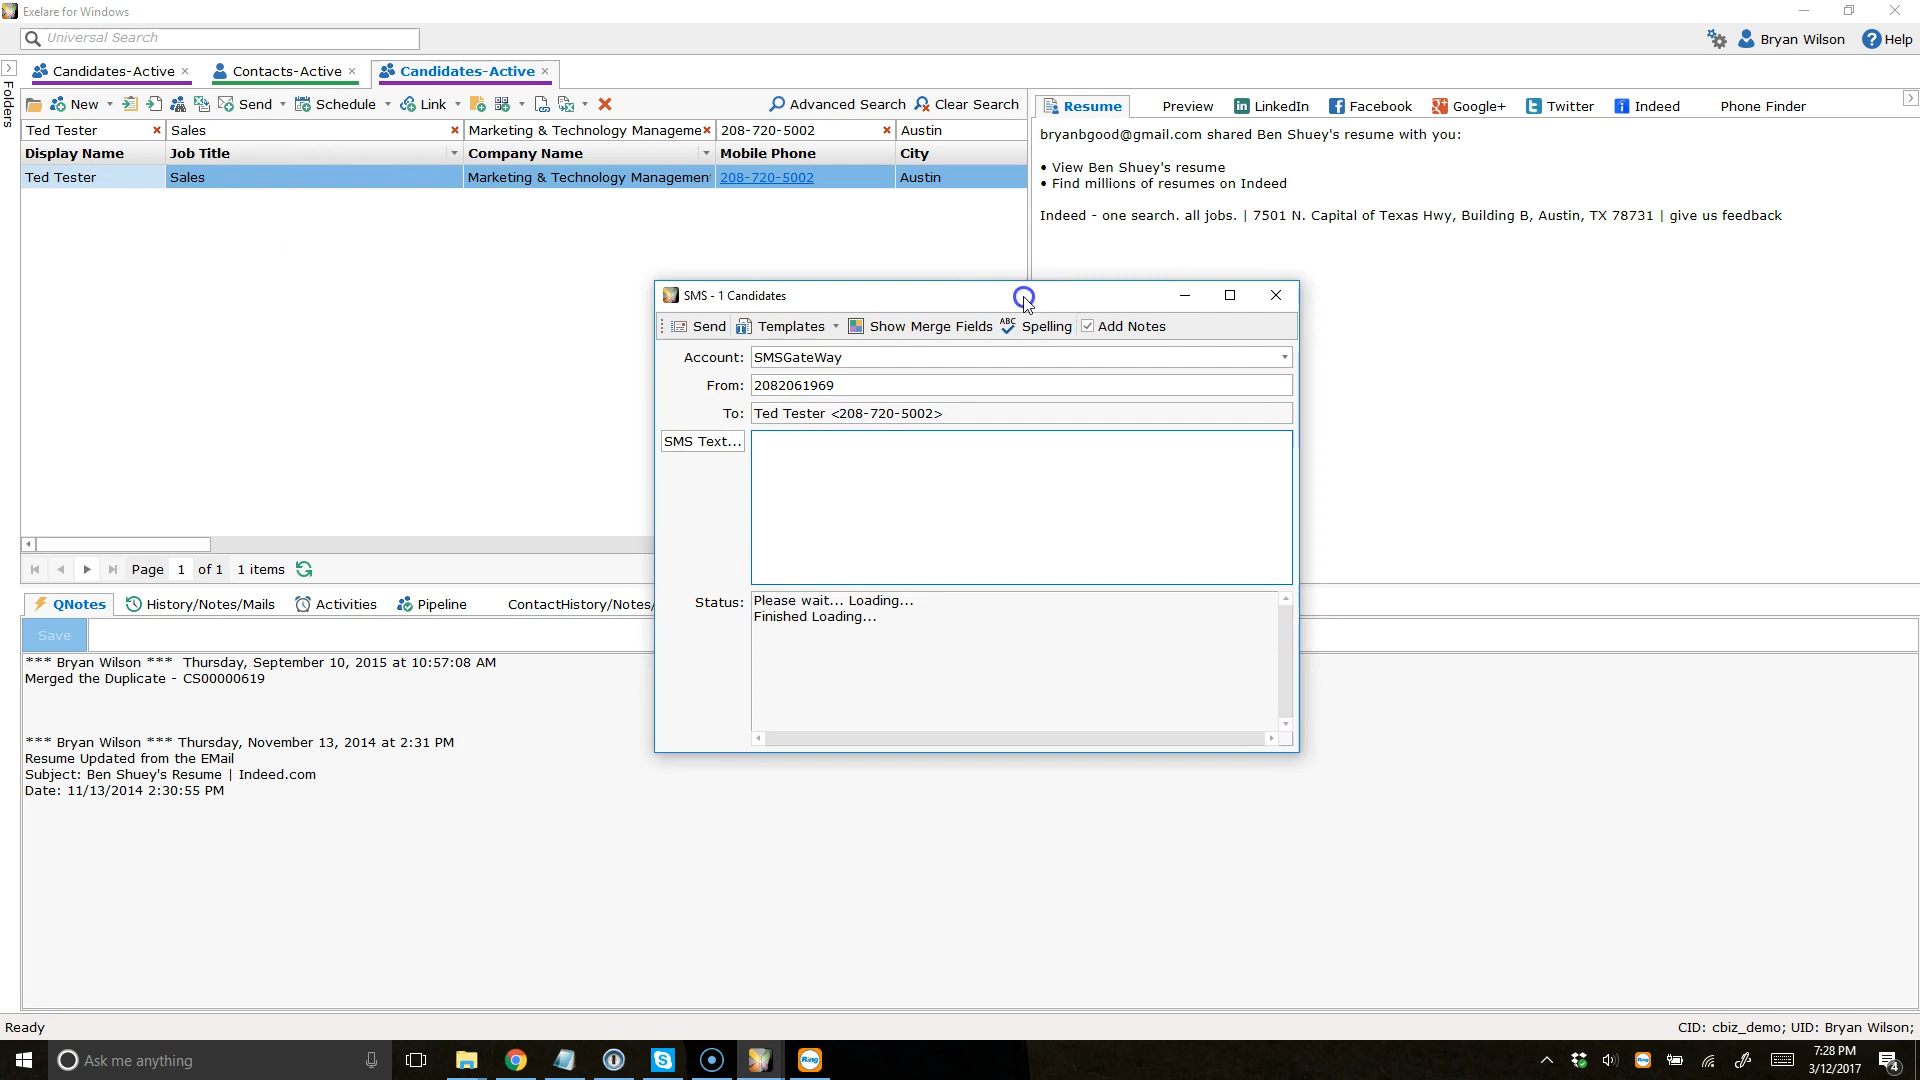 Exelare for Windows
Universal Search
Bryan Wilson
Help
Folders
Candidates-Active
Contacts-Active
Candidates-Active
New
Send
Schedule
Link
Advanced Search
Clear Search
Ted Tester
Sales
Marketing & Technology Manageme
208-720-5002
Austin
Display Name
Job Title
Company Name
Mobile Phone
City
Ted Tester
Sales
Marketing & Technology Management
208-720-5002
Austin
Resume
Preview
LinkedIn
Facebook
Google+
Twitter
Indeed
Phone Finder
bryanbgood@gmail.com shared Ben Shuey's resume with you:
• View Ben Shuey's resume
• Find millions of resumes on Indeed
Indeed - one search. all jobs. | 7501 N. Capital of Texas Hwy, Building B, Austin, TX 78731 | give us feedback
SMS - 1 Candidates
Send
Templates
Show Merge Fields
ABC
Spelling
Add Notes
Account:
SMSGateWay
From:
2082061969
To:
Ted Tester <208-720-5002>
SMS Text...
Status:
Please wait... Loading...
Finished Loading...
Page
1
of 1
1 items
QNotes
History/Notes/Mails
Activities
Pipeline
ContactHistory/Notes/
Save
*** Bryan Wilson ***  Thursday, September 10, 2015 at 10:57:08 AM
Merged the Duplicate - CS00000619
*** Bryan Wilson *** Thursday, November 13, 2014 at 2:31 PM
Resume Updated from the EMail
Subject: Ben Shuey's Resume | Indeed.com
Date: 11/13/2014 2:30:55 PM
Ready
CID: cbiz_demo; UID: Bryan Wilson;
Ask me anything
Ring
Ring
7:28 PM
3/12/2017
4